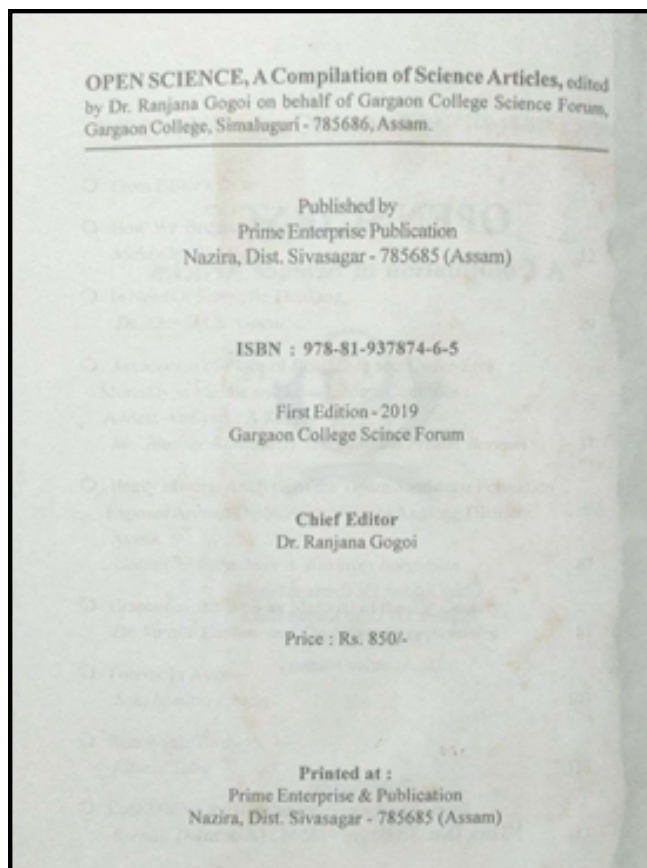 OPEN SCIENCE, A Compilation of Science Articles, edited
by Dr. Ranjana Gogoi on behalf of Gargaon College Science Forum,
Gargaon College, Simaluguri - 785686, Assam.
Published by
Prime Enterprise Publication
Nazira, Dist. Sivasagar - 785685 (Assam)
ISBN : 978-81-937874-6-5
First Edition - 2019
Gargaon College Scince Forum
Chief Editor
Dr. Ranjana Gogoi
Price : Rs. 850/-
Printed at :
Prime Enterprise & Publication
Nazira, Dist. Sivasagar - 785685 (Assam)